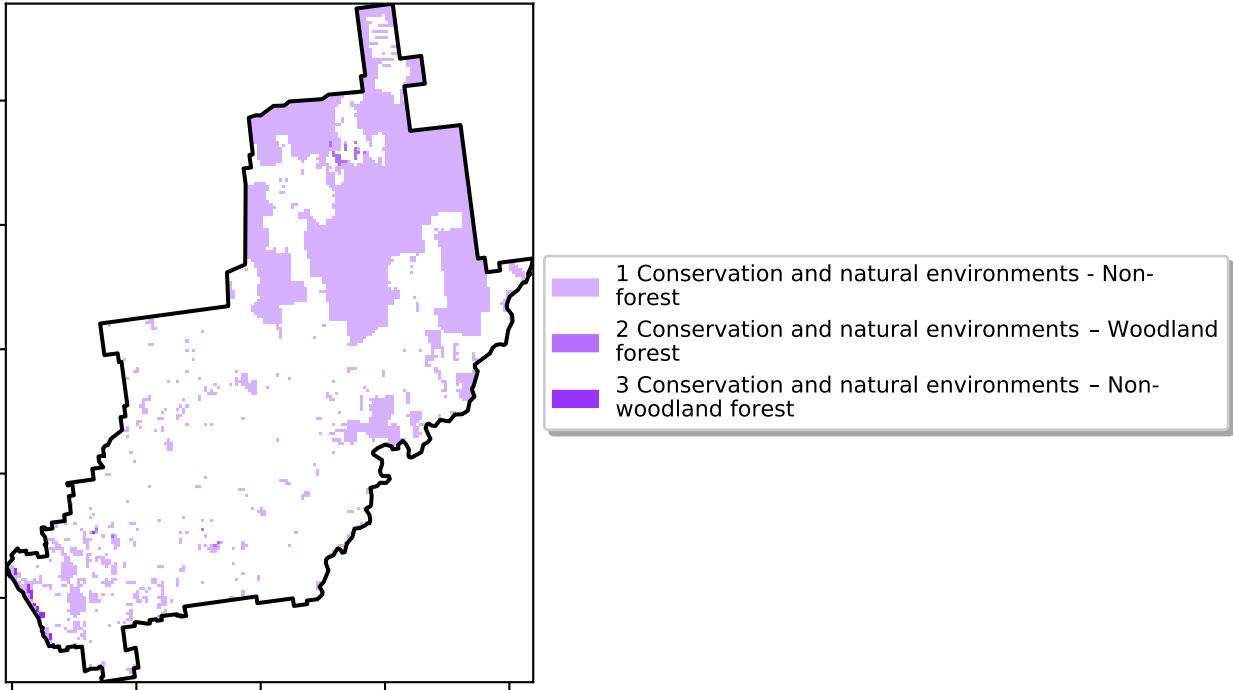 1 Conservation and natural environments - Non-
forest
2 Conservation and natural environments – Woodland
forest
3 Conservation and natural environments – Non-
woodland forest